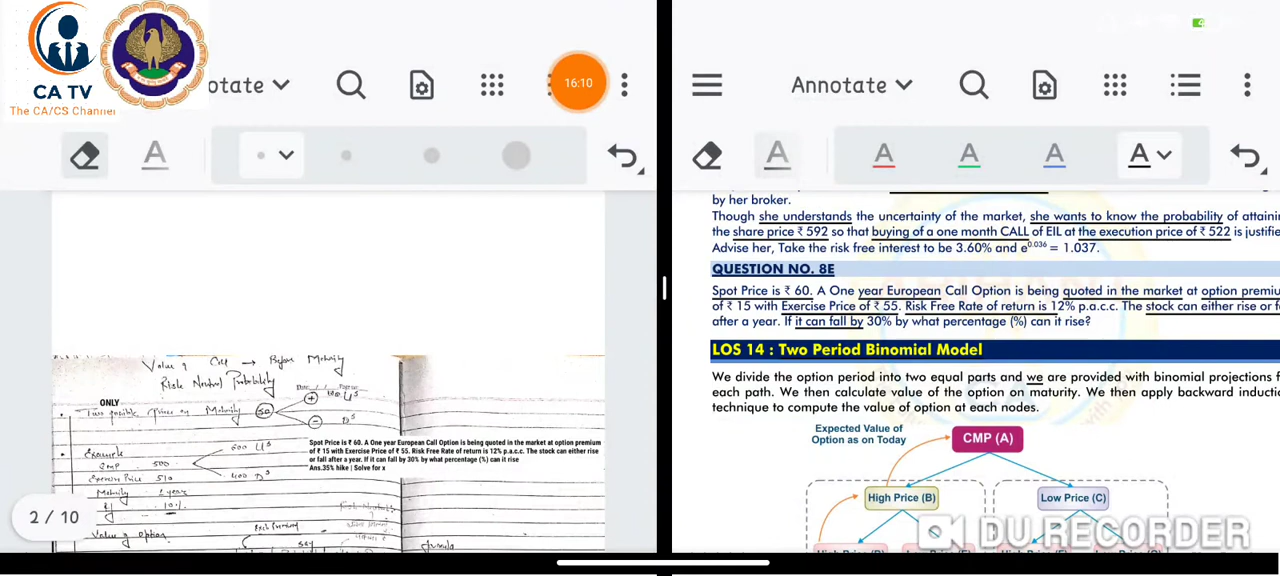 CA TV
The CA/CS Channel
otate
16:10
Annotate
A
A
A
A
A
A
by her broker.
Though she understands the uncertainty of the market, she wants to know the probability of attaini
the share price ₹ 592 so that buying of a one month CALL of EIL at the execution price of ₹ 522 is justifie
Advise her, Take the risk free interest to be 3.60% and e0.036 = 1.037.
QUESTION NO. 8E
Spot Price is ₹ 60. A One year European Call Option is being quoted in the market at option premium
of ₹ 15 with Exercise Price of ₹ 55. Risk Free Rate of return is 12% p.a.c.c. The stock can either rise or fa
after a year. If it can fall by 30% by what percentage (%) can it rise?
LOS 14 : Two Period Binomial Model
We divide the option period into two equal parts and we are provided with binomial projections f
each path. We then calculate value of the option on maturity. We then apply backward inducti
technique to compute the value of option at each nodes.
Expected Value of
Option as on Today
CMP (A)
High Price (B)
Low Price (C)
DU RECORDER
Value of Call → Before Maturity
Risk Neutral Probability
ONLY
Two possible prices on Maturity
Example
CMP 500
600 US
400 DS
Exercise Price 510
Maturity 1 year
10%
Value of Option
Spot Price is ₹ 60. A One year European Call Option is being quoted in the market at option premium
of ₹ 15 with Exercise Price of ₹ 55. Risk Free Rate of return is 12% p.a.c.c. The stock can either rise
or fall after a year. If it can fall by 30% by what percentage (%) can it rise
Ans.35% hike | Solve for x
2 / 10